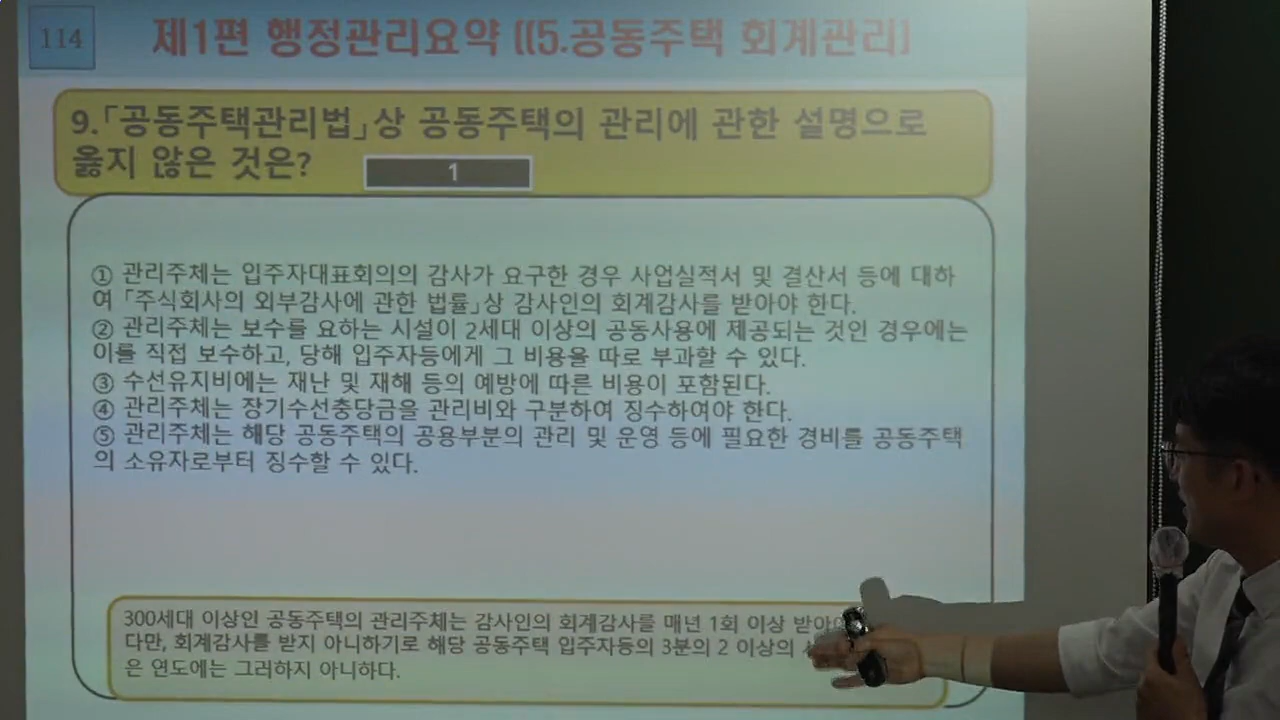 114
제1편 행정관리요약 ((5.공동주택 회계관리)
9.「공동주택관리법」상 공동주택의 관리에 관한 설명으로
옳지 않은 것은?
1
① 관리주체는 입주자대표회의의 감사가 요구한 경우 사업실적서 및 결산서 등에 대하
여 「주식회사의 외부감사에 관한 법률」상 감사인의 회계감사를 받아야 한다.
② 관리주체는 보수를 요하는 시설이 2세대 이상의 공동사용에 제공되는 것인 경우에는
이를 직접 보수하고, 당해 입주자등에게 그 비용을 따로 부과할 수 있다.
③ 수선유지비에는 재난 및 재해 등의 예방에 따른 비용이 포함된다.
④ 관리주체는 장기수선충당금을 관리비와 구분하여 징수하여야 한다.
⑤ 관리주체는 해당 공동주택의 공용부분의 관리 및 운영 등에 필요한 경비를 공동주택
의 소유자로부터 징수할 수 있다.
300세대 이상인 공동주택의 관리주체는 감사인의 회계감사를 매년 1회 이상
다만, 회계감사를 받지 아니하기로 해당 공동주택 입주자등의 3분의 2 이상의
은 연도에는 그러하지 아니하다.